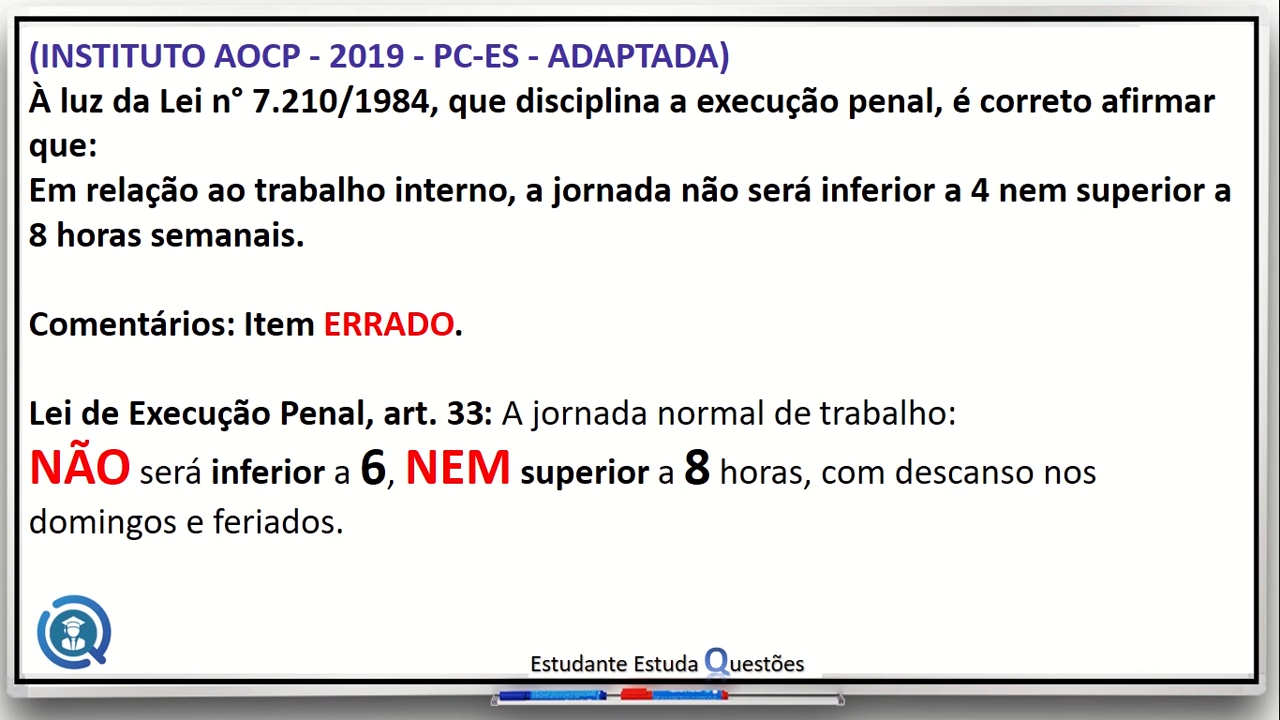 (INSTITUTO AOCP - 2019 - PC-ES - ADAPTADA)
À luz da Lei n° 7.210/1984, que disciplina a execução penal, é correto afirmar
que:
Em relação ao trabalho interno, a jornada não será inferior a 4 nem superior a
8 horas semanais.
Comentários: Item ERRADO.
Lei de Execução Penal, art. 33: A jornada normal de trabalho:
NÃO será inferior a 6, NEM superior a 8 horas, com descanso nos
domingos e feriados.
Estudante Estuda Questões